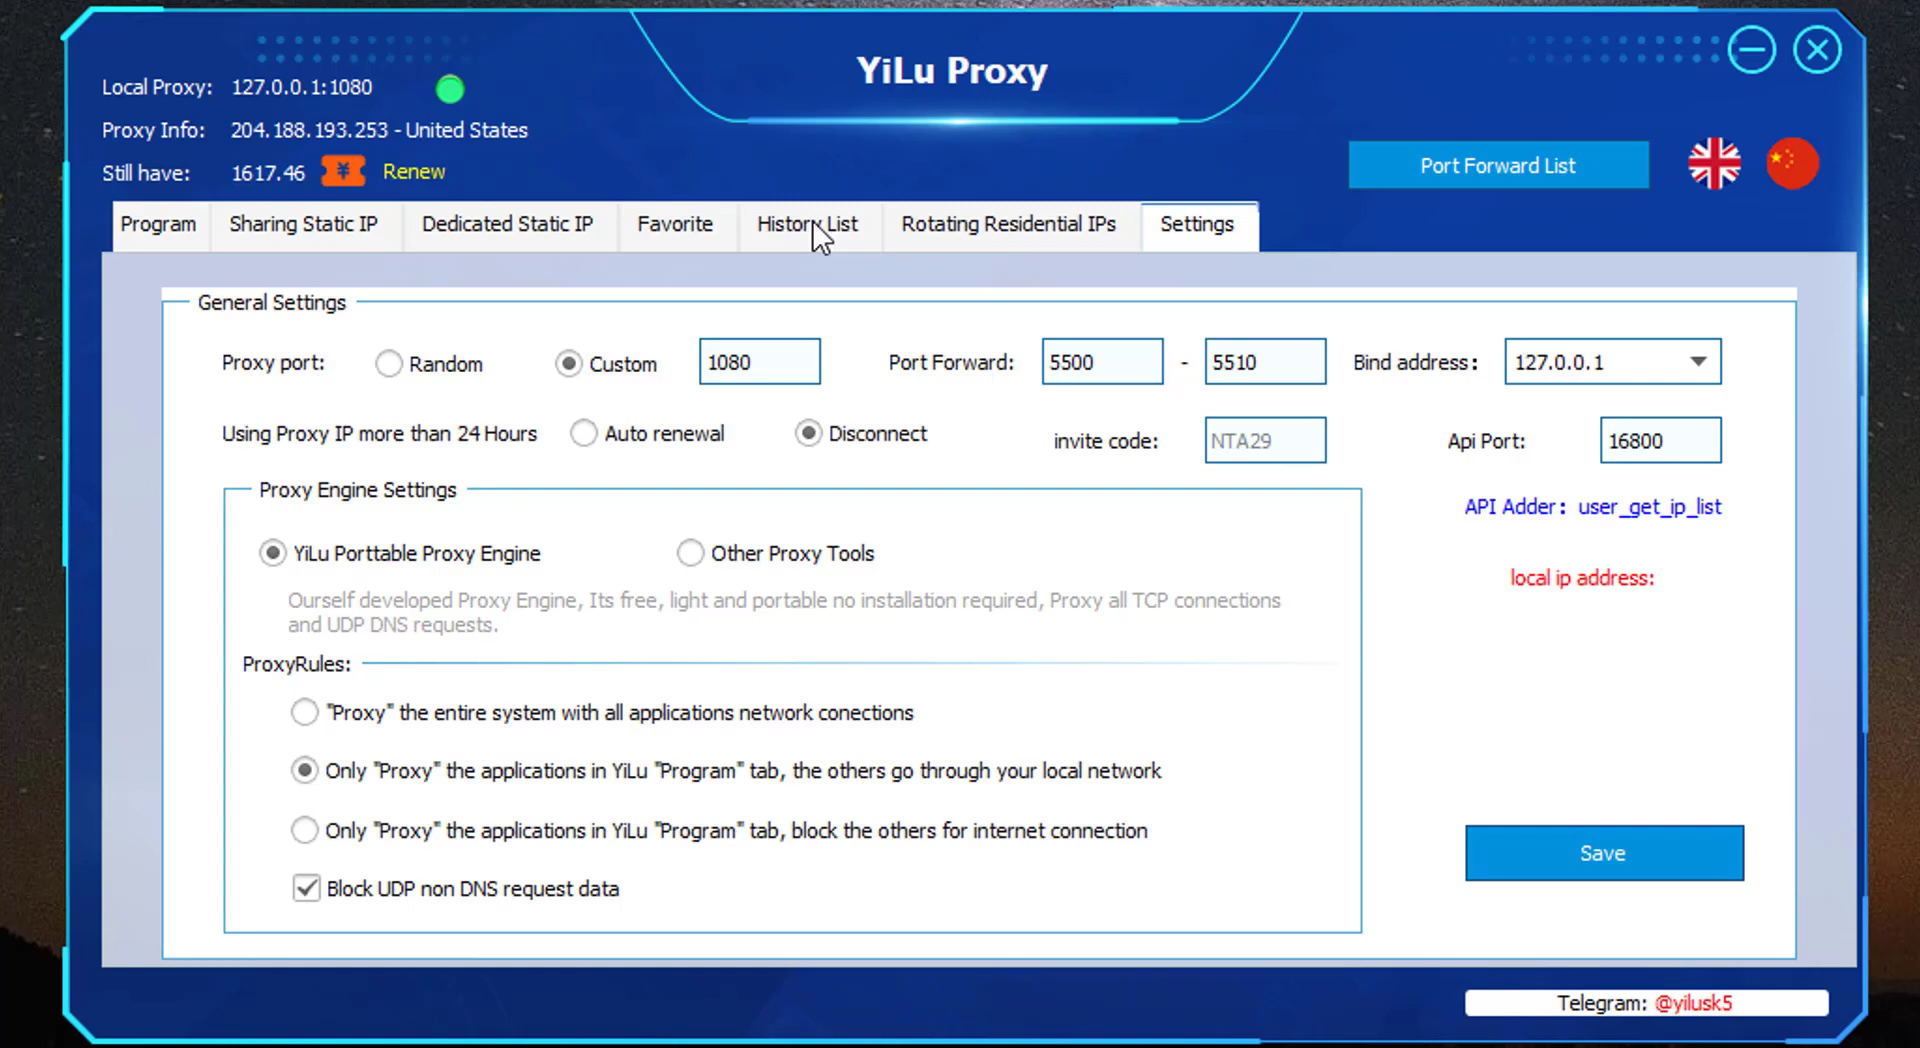 YiLu Proxy
Local Proxy: 127.0.0.1:1080
Proxy Info: 204.188.193.253 - United States
Still have: 1617.46 ¥ Renew
Port Forward List
Program Sharing Static IP Dedicated Static IP Favorite History List Rotating Residential IPs Settings
General Settings
Proxy port: Random Custom 1080 Port Forward: 5500 - 5510 Bind address: 127.0.0.1
Using Proxy IP more than 24 Hours Auto renewal Disconnect invite code: NTA29 Api Port: 16800
Proxy Engine Settings
API Adder: user_get_ip_list
YiLu Porttable Proxy Engine Other Proxy Tools
local ip address:
Ourself developed Proxy Engine, Its free, light and portable no installation required, Proxy all TCP connections
and UDP DNS requests.
ProxyRules:
"Proxy" the entire system with all applications network conections
Only "Proxy" the applications in YiLu "Program" tab, the others go through your local network
Only "Proxy" the applications in YiLu "Program" tab, block the others for internet connection
Save
Block UDP non DNS request data
Telegram: @yilusk5